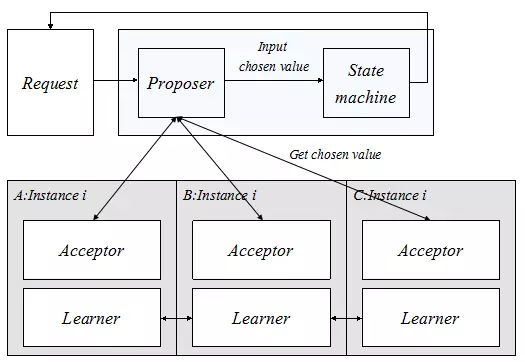 Input
chosen value
Request
Proposer
State
machine
Get chosen value
A:Instance i
B:Instance i
C:Instance i
Acceptor
Acceptor
Acceptor
Learner
Learner
Learner